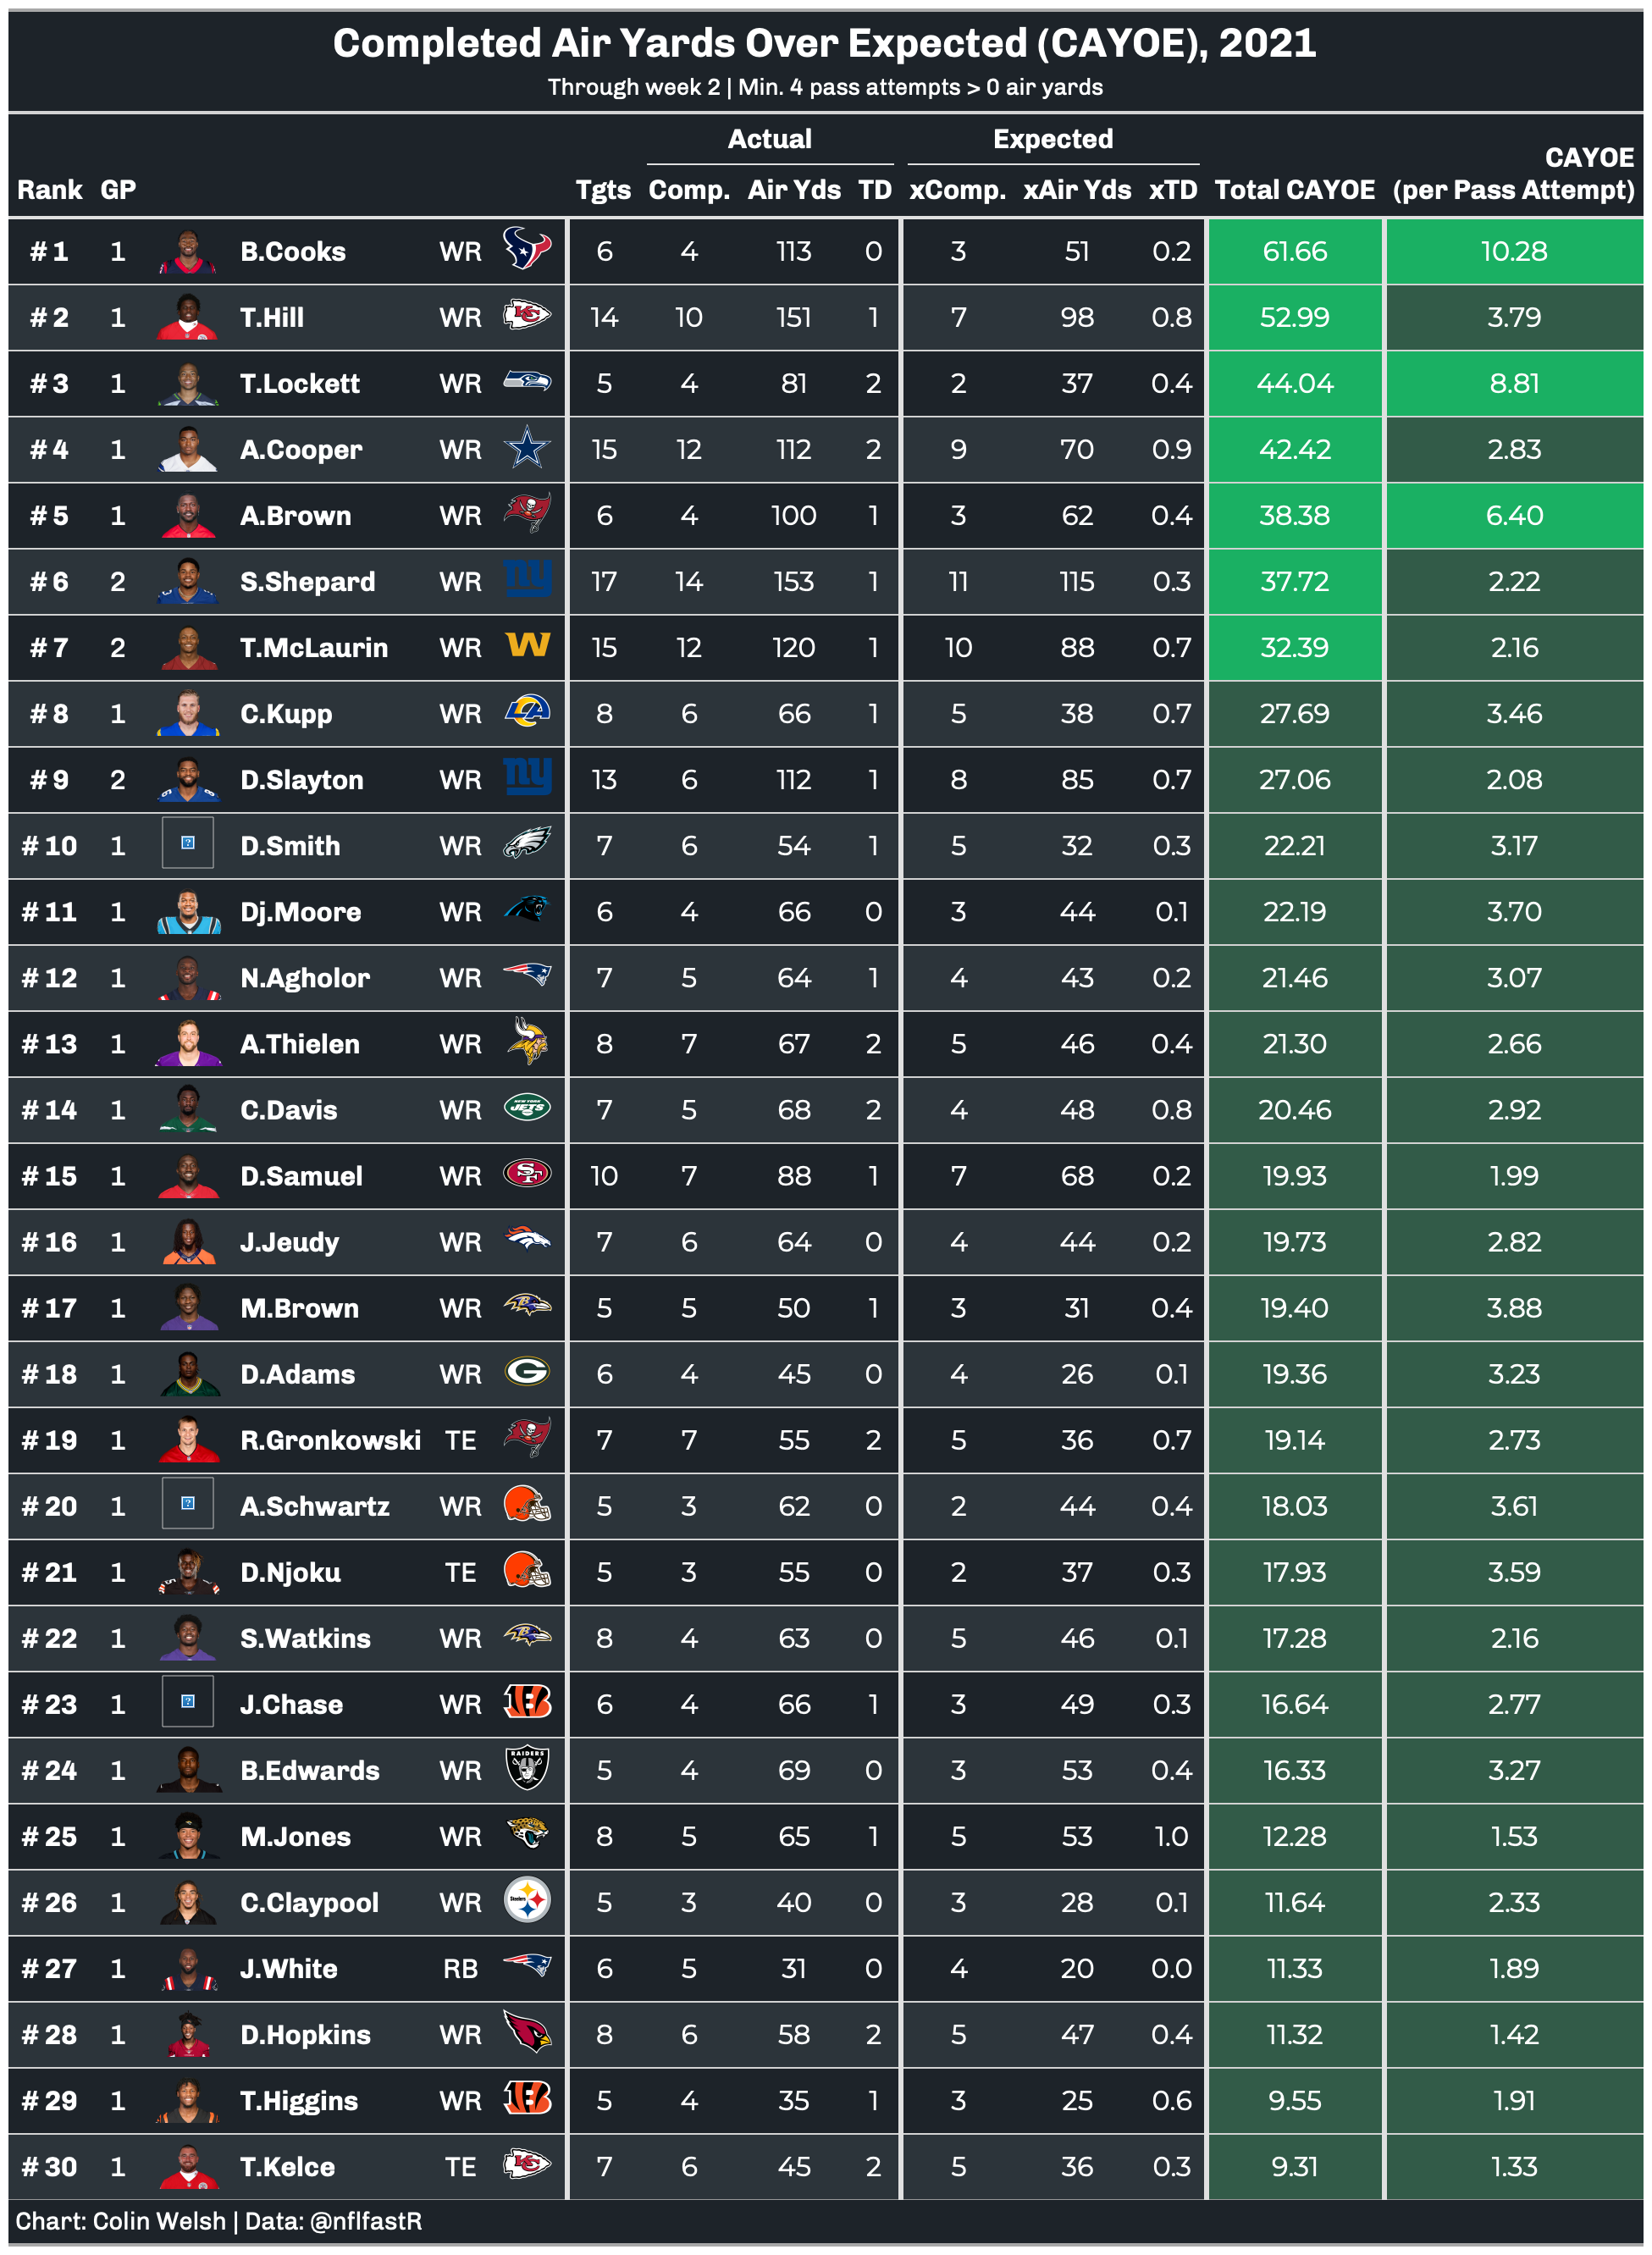 Completed Air Yards Over Expected (CAYOE), 2021
Through week 2 | Min. 4 pass attempts > 0 air yards
Actual Expected CAYOE
Rank GP Tgts Comp. Air Yds TD xComp. xAir Yds xTD Total CAYOE (per Pass Attempt)
# 1 1 B.Cooks WR 6 4 113 0 3 51 0.2 61.66 10.28
# 2 1 T.Hill WR KC 14 10 151 1 7 98 0.8 52.99 3.79
# 3 1 T.Lockett WR 5 4 81 2 2 37 0.4 44.04 8.81
# 4 1 A.Cooper WR 15 12 112 2 9 70 0.9 42.42 2.83
# 5 1 A.Brown WR 6 4 100 1 3 62 0.4 38.38 6.40
# 6 2 S.Shepard WR ny 17 14 153 1 11 115 0.3 37.72 2.22
# 7 2 T.McLaurin WR W 15 12 120 1 10 88 0.7 32.39 2.16
# 8 1 C.Kupp WR LA 8 6 66 1 5 38 0.7 27.69 3.46
# 9 2 D.Slayton WR ny 13 6 112 1 8 85 0.7 27.06 2.08
# 10 1 ? D.Smith WR 7 6 54 1 5 32 0.3 22.21 3.17
# 11 1 Dj.Moore WR 6 4 66 0 3 44 0.1 22.19 3.70
# 12 1 N.Agholor WR 7 5 64 1 4 43 0.2 21.46 3.07
# 13 1 A.Thielen WR 8 7 67 2 5 46 0.4 21.30 2.66
# 14 1 C.Davis WR NEW YORK JETS 7 5 68 2 4 48 0.8 20.46 2.92
# 15 1 D.Samuel WR SF 10 7 88 1 7 68 0.2 19.93 1.99
# 16 1 J.Jeudy WR 7 6 64 0 4 44 0.2 19.73 2.82
# 17 1 M.Brown WR B 5 5 50 1 3 31 0.4 19.40 3.88
# 18 1 D.Adams WR G 6 4 45 0 4 26 0.1 19.36 3.23
# 19 1 R.Gronkowski TE 7 7 55 2 5 36 0.7 19.14 2.73
# 20 1 ? A.Schwartz WR 5 3 62 0 2 44 0.4 18.03 3.61
# 21 1 D.Njoku TE 5 3 55 0 2 37 0.3 17.93 3.59
# 22 1 S.Watkins WR B 8 4 63 0 5 46 0.1 17.28 2.16
# 23 1 ? J.Chase WR B 6 4 66 1 3 49 0.3 16.64 2.77
# 24 1 B.Edwards WR RAIDERS 5 4 69 0 3 53 0.4 16.33 3.27
# 25 1 M.Jones WR 8 5 65 1 5 53 1.0 12.28 1.53
# 26 1 C.Claypool WR Steelers 5 3 40 0 3 28 0.1 11.64 2.33
# 27 1 J.White RB 6 5 31 0 4 20 0.0 11.33 1.89
# 28 1 D.Hopkins WR 8 6 58 2 5 47 0.4 11.32 1.42
# 29 1 T.Higgins WR B 5 4 35 1 3 25 0.6 9.55 1.91
# 30 1 T.Kelce TE KC 7 6 45 2 5 36 0.3 9.31 1.33
Chart: Colin Welsh | Data: @nflfastR